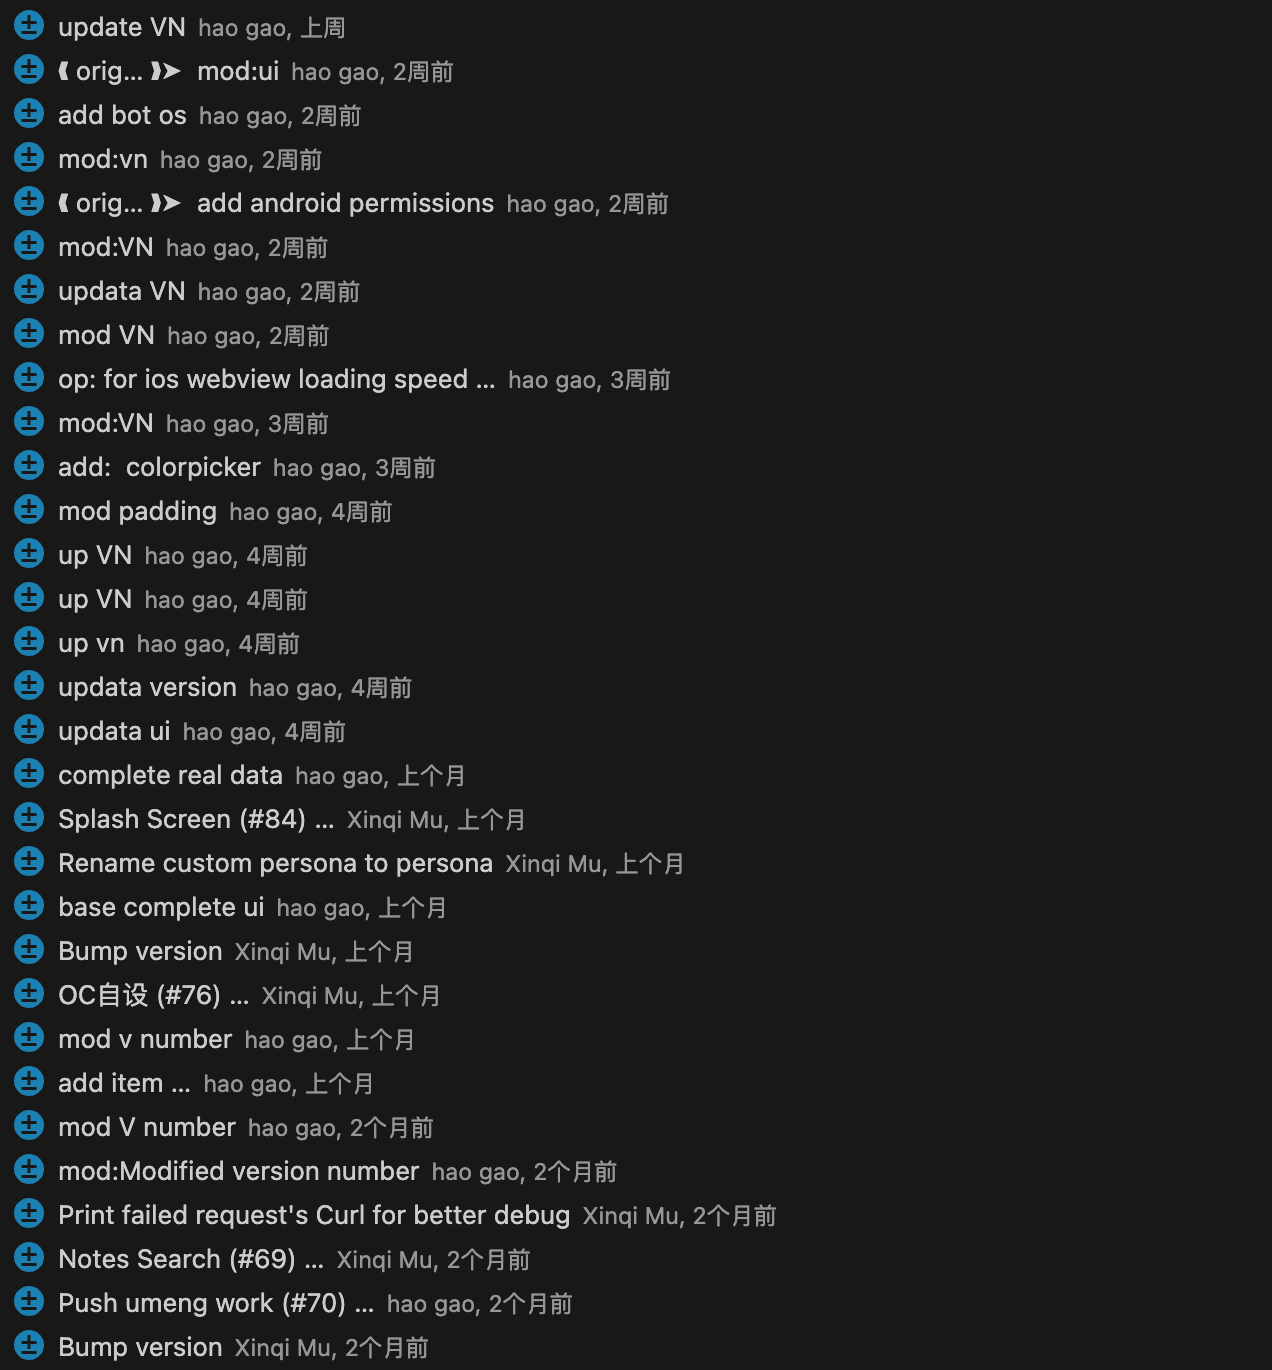 update VN hao gao, 上周
⟪ orig... ⟫➤ mod:ui hao gao, 2周前
add bot os hao gao, 2周前
mod:vn hao gao, 2周前
⟪ orig... ⟫➤ add android permissions hao gao, 2周前
mod:VN hao gao, 2周前
updata VN hao gao, 2周前
mod VN hao gao, 2周前
op: for ios webview loading speed ... hao gao, 3周前
mod:VN hao gao, 3周前
add: colorpicker hao gao, 3周前
mod padding hao gao, 4周前
up VN hao gao, 4周前
up VN hao gao, 4周前
up vn hao gao, 4周前
updata version hao gao, 4周前
updata ui hao gao, 4周前
complete real data hao gao, 上个月
Splash Screen (#84) ... Xinqi Mu, 上个月
Rename custom persona to persona Xinqi Mu, 上个月
base complete ui hao gao, 上个月
Bump version Xinqi Mu, 上个月
OC自设 (#76) ... Xinqi Mu, 上个月
mod v number hao gao, 上个月
add item ... hao gao, 上个月
mod V number hao gao, 2个月前
mod:Modified version number hao gao, 2个月前
Print failed request's Curl for better debug Xinqi Mu, 2个月前
Notes Search (#69) ... Xinqi Mu, 2个月前
Push umeng work (#70) ... hao gao, 2个月前
Bump version Xinqi Mu, 2个月前